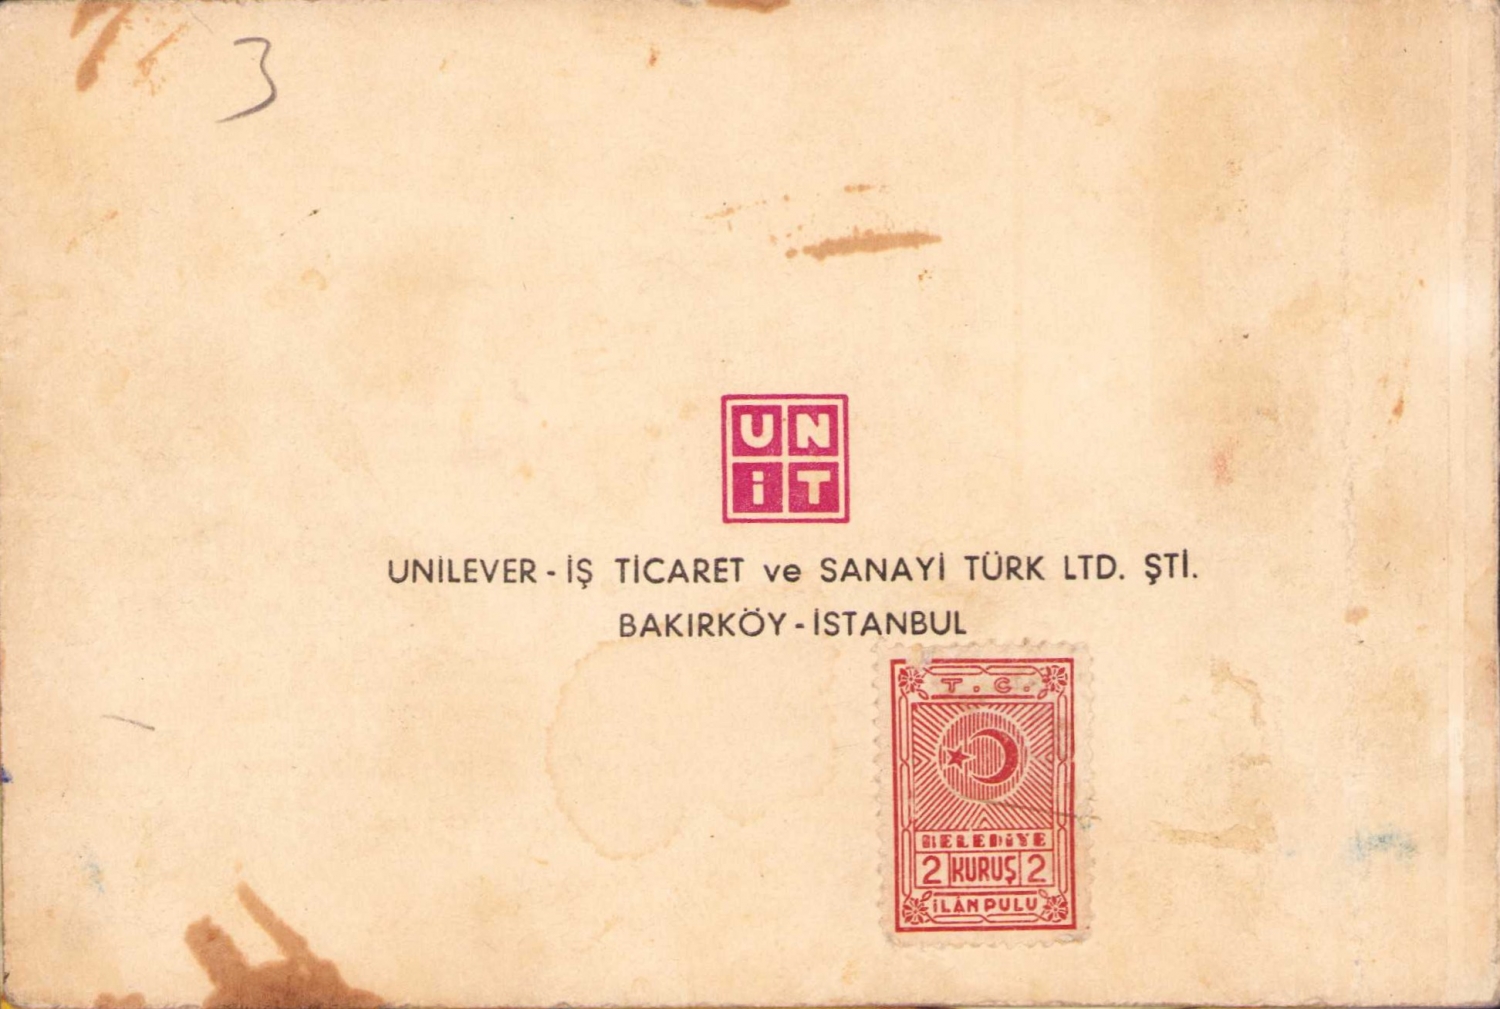 3
UN
iT
UNİLEVER - İŞ TİCARET ve SANAYİ TÜRK LTD. ŞTİ.
BAKIRKÖY - İSTANBUL
T. C.
BELEDİYE
2 KURUŞ 2
İLÂN PULU